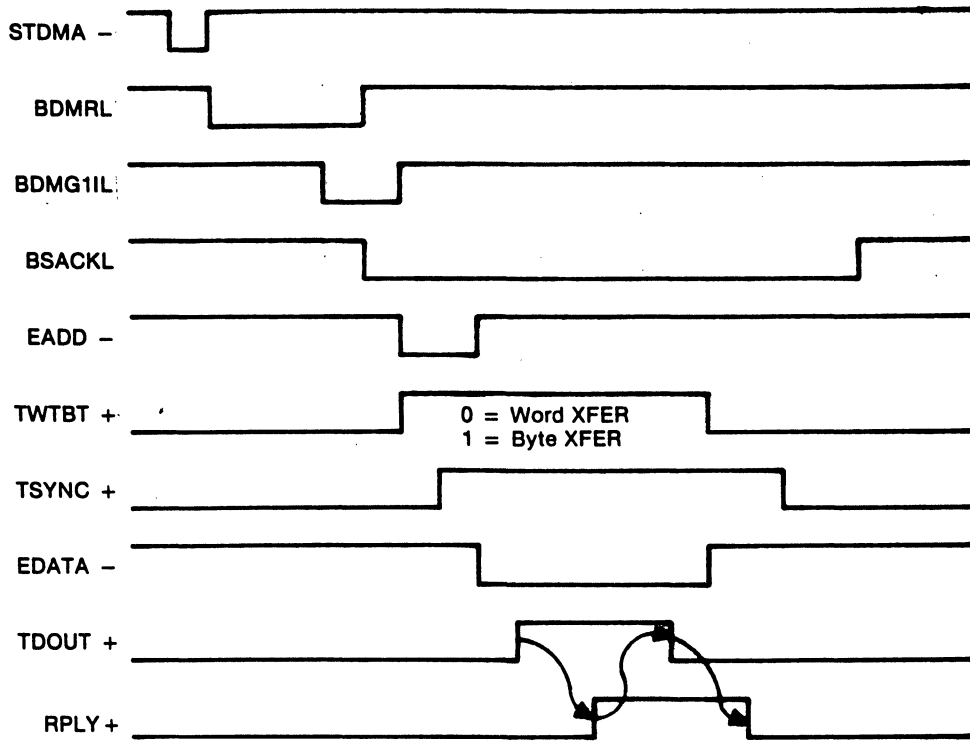 STDMA –
BDMRL
BDMG1IL
BSACKL
EADD –
TWTBT +
0 = Word XFER
1 = Byte XFER
TSYNC +
EDATA –
TDOUT +
RPLY +